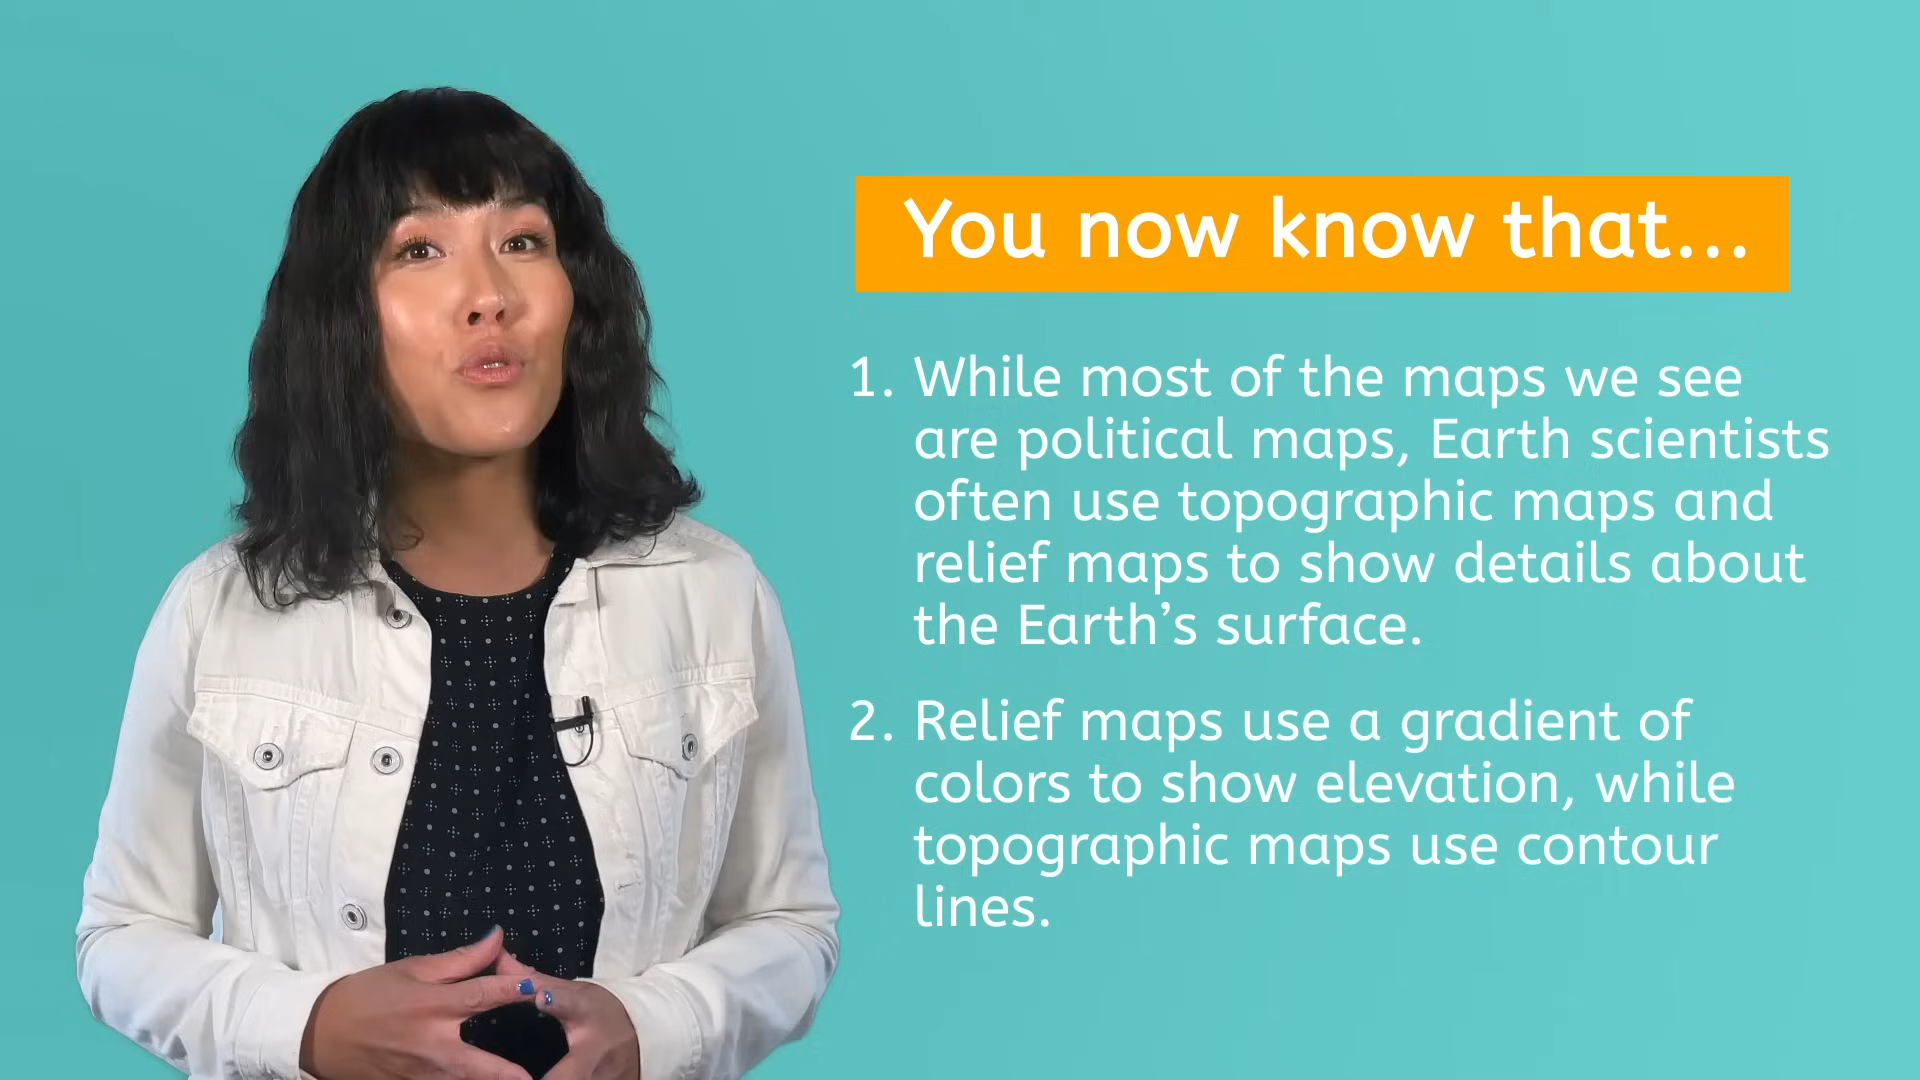 You now know that...
1. While most of the maps we see
are political maps, Earth scientists
often use topographic maps and
relief maps to show details about
the Earth’s surface.
2. Relief maps use a gradient of
colors to show elevation, while
topographic maps use contour
lines.